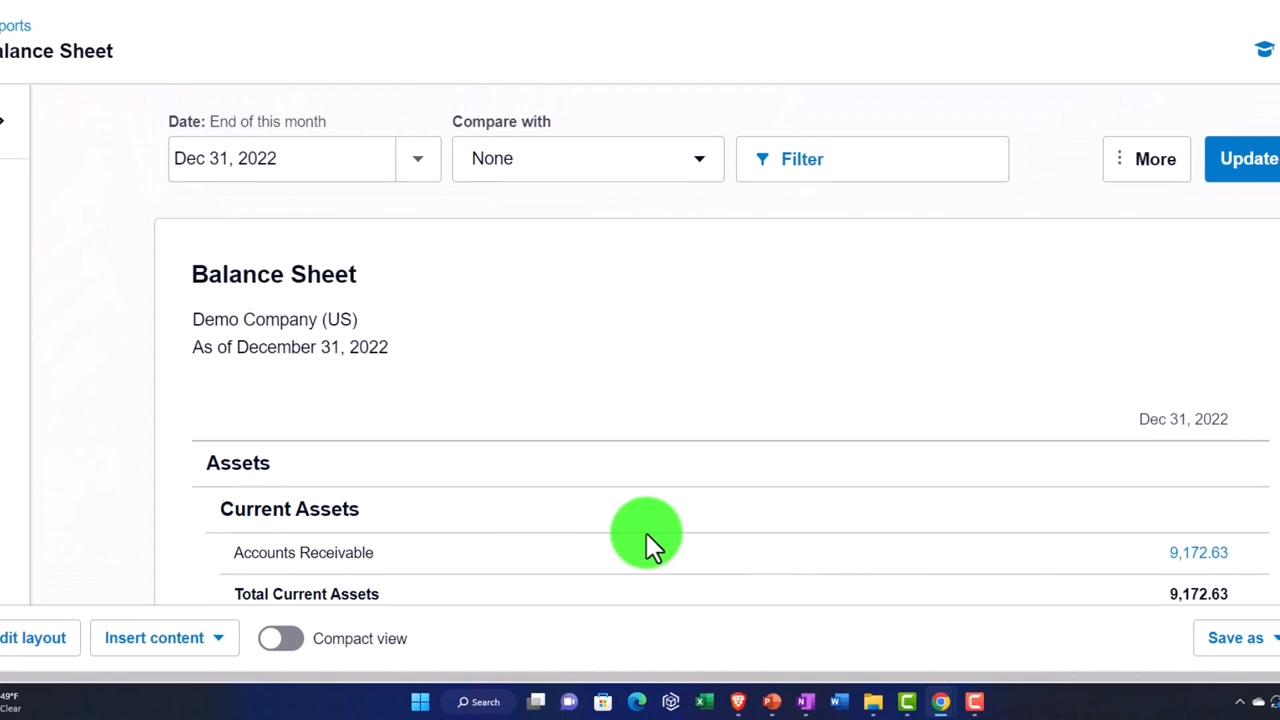 ports
alance Sheet
Date: End of this month
Compare with
Dec 31, 2022
None
Filter
More
Update
Balance Sheet
Demo Company (US)
As of December 31, 2022
Dec 31, 2022
Assets
Current Assets
Accounts Receivable 9,172.63
Total Current Assets 9,172.63
dit layout
Insert content
Compact view
Save as
49°F
Clear
Search